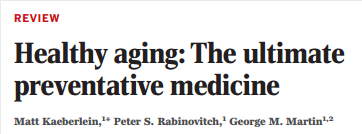 REVIEW
Healthy aging: The ultimate
preventative medicine
Matt Kaeberlein,¹* Peter S. Rabinovitch,¹ George M. Martin¹,²